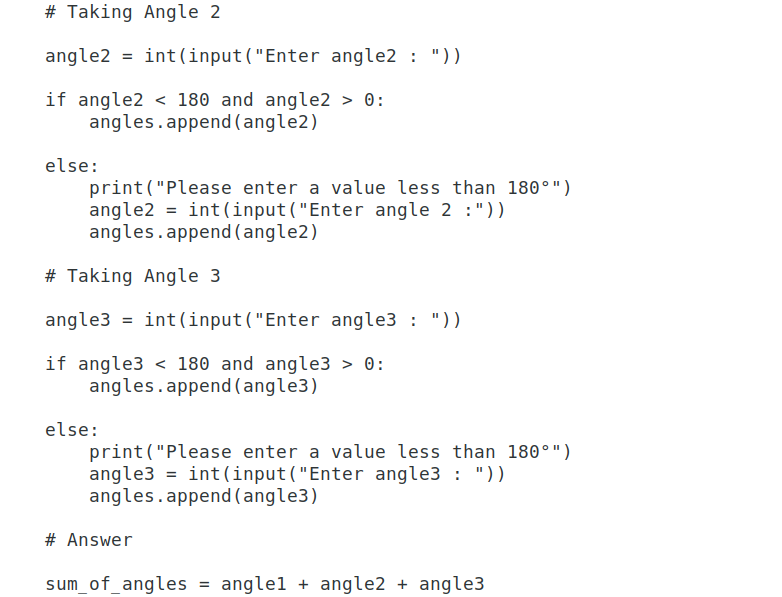 # Taking Angle 2
angle2 = int(input("Enter angle2 : "))
if angle2 < 180 and angle2 > 0:
    angles.append(angle2)
else:
    print("Please enter a value less than 180°")
    angle2 = int(input("Enter angle 2 :"))
    angles.append(angle2)
# Taking Angle 3
angle3 = int(input("Enter angle3 : "))
if angle3 < 180 and angle3 > 0:
    angles.append(angle3)
else:
    print("Please enter a value less than 180°")
    angle3 = int(input("Enter angle3 : "))
    angles.append(angle3)
# Answer
sum_of_angles = angle1 + angle2 + angle3